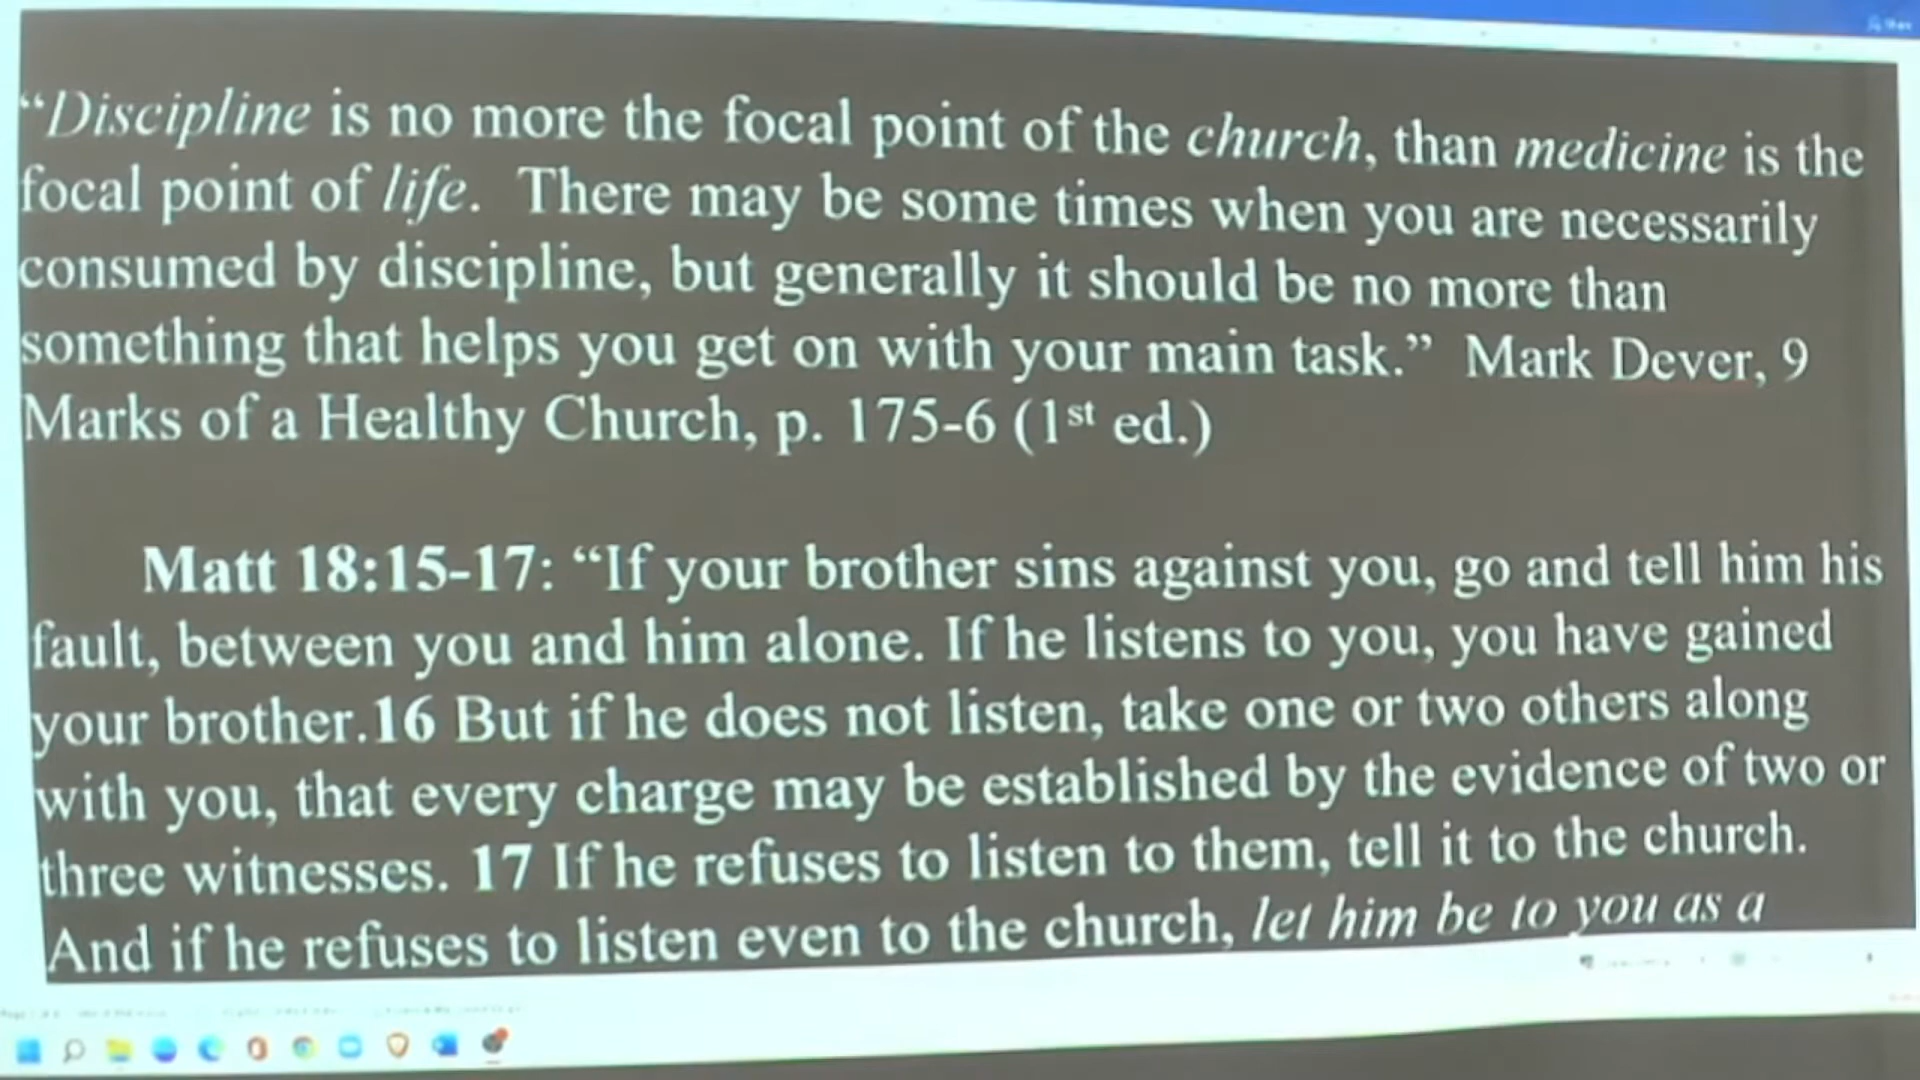 “Discipline is no more the focal point of the church, than medicine is the
focal point of life. There may be some times when you are necessarily
consumed by discipline, but generally it should be no more than
something that helps you get on with your main task.” Mark Dever, 9
Marks of a Healthy Church, p. 175-6 (1st ed.)
Matt 18:15-17: “If your brother sins against you, go and tell him his
fault, between you and him alone. If he listens to you, you have gained
your brother.16 But if he does not listen, take one or two others along
with you, that every charge may be established by the evidence of two or
three witnesses. 17 If he refuses to listen to them, tell it to the church.
And if he refuses to listen even to the church, let him be to you as a